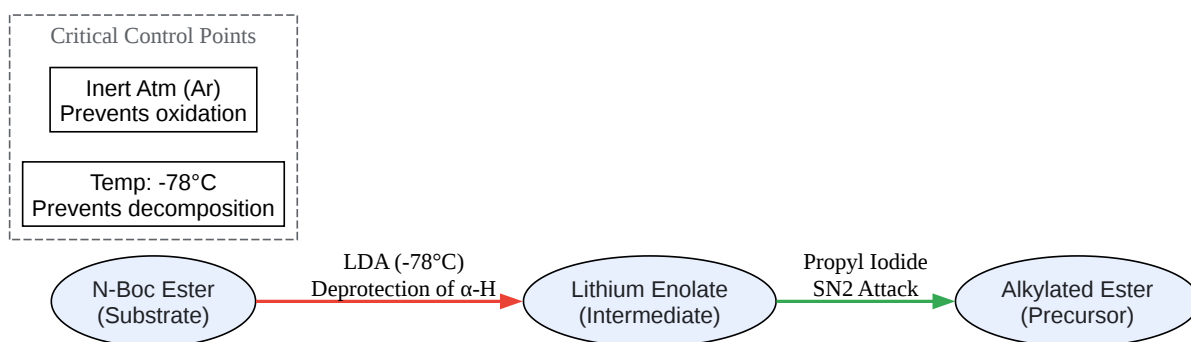 Critical Control Points
Inert Atm (Ar)
Prevents oxidation
Temp: -78°C
Prevents decomposition
N-Boc Ester
(Substrate)
LDA (-78°C)
Deprotection of α-H
Lithium Enolate
(Intermediate)
Propyl Iodide
SN2 Attack
Alkylated Ester
(Precursor)